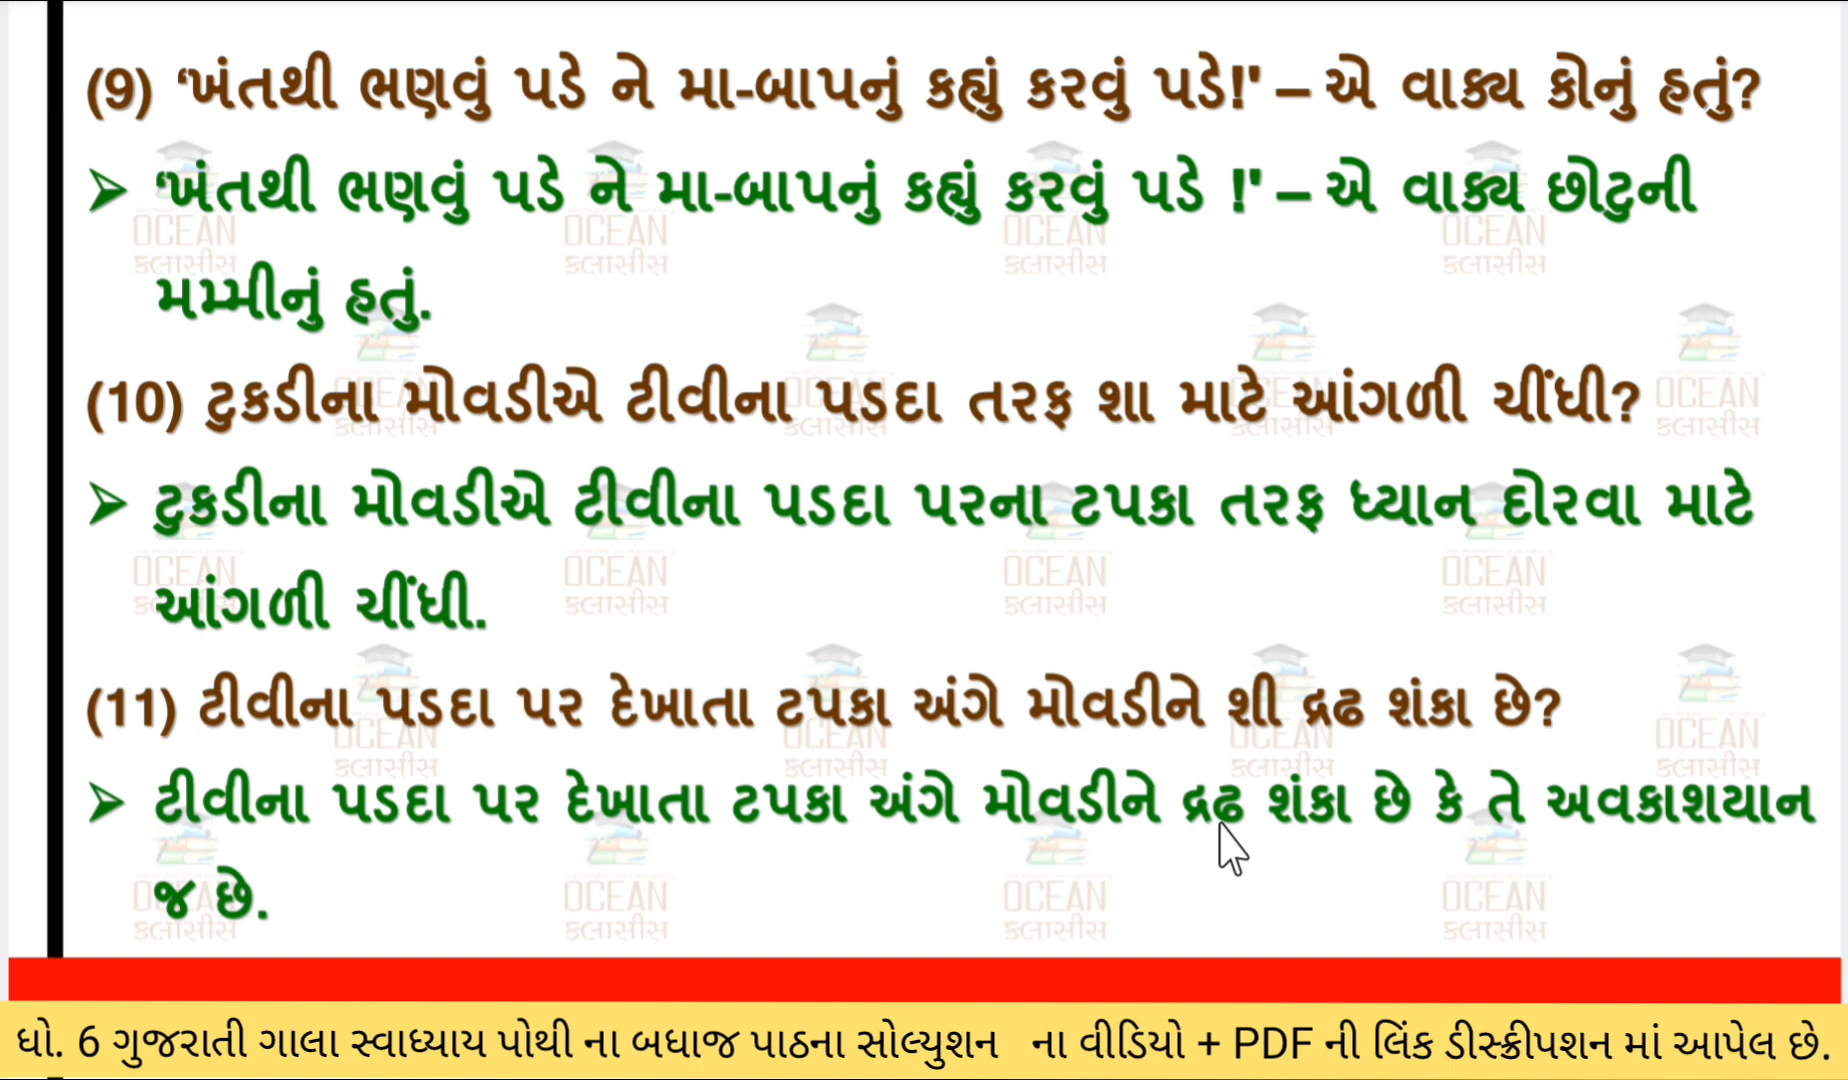 (9) ‘ખંતથી ભણવું પડે ને મા-બાપનું કહ્યું કરવું પડે!' – એ વાક્ય કોનું હતું?
➢ ‘ખંતથી ભણવું પડે ને મા-બાપનું કહ્યું કરવું પડે !' – એ વાક્ય છોટુની
મમ્મીનું હતું.
(10) ટુકડીના મોવડીએ ટીવીના પડદા તરફ શા માટે આંગળી ચીંધી?
➢ ટુકડીના મોવડીએ ટીવીના પડદા પરના ટપકા તરફ ધ્યાન દોરવા માટે
આંગળી ચીંધી.
(11) ટીવીના પડદા પર દેખાતા ટપકા અંગે મોવડીને શી દ્રઢ શંકા છે?
➢ ટીવીના પડદા પર દેખાતા ટપકા અંગે મોવડીને દ્રઢ શંકા છે કે તે અવકાશયાન
જ છે.
OCEAN
ક્લાસીસ
ધો. 6 ગુજરાતી ગાલા સ્વાધ્યાય પોથી ના બધાજ પાઠના સોલ્યુશન ના વીડિયો + PDF ની લિંક ડીસ્ક્રીપશન માં આપેલ છે.